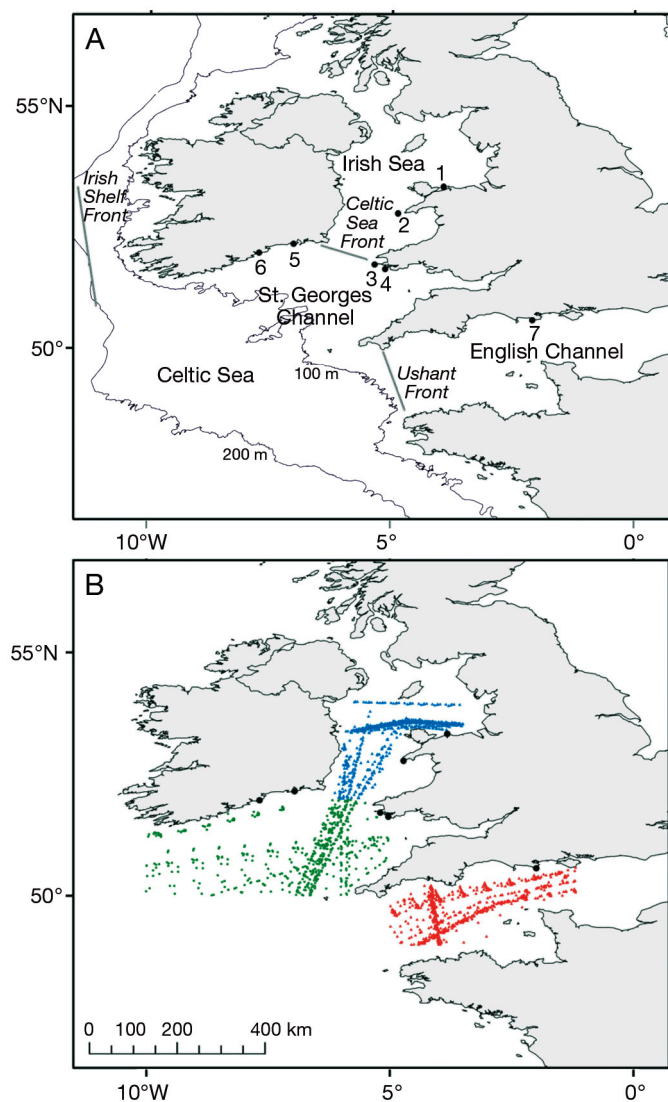 A
55°N
Irish Sea
Irish
Shelf
Front
1
Celtic
Sea
Front
2
6
5
3
4
St. Georges
Channel
7
50°
English Channel
Celtic Sea
100 m
Ushant
Front
200 m
10°W
5°
0°
B
55°N
50°
0
100
200
400 km
10°W
5°
0°